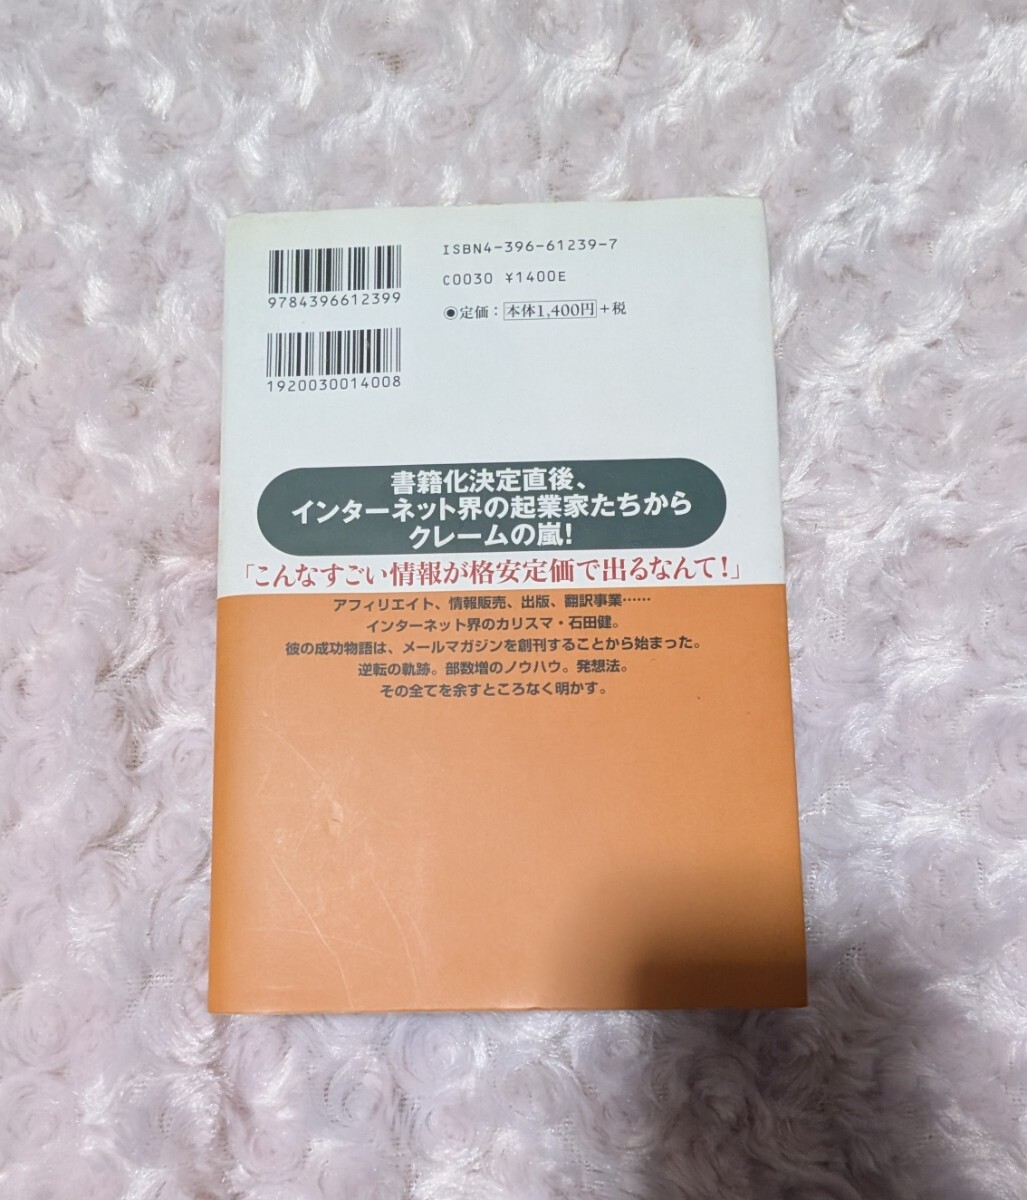 ISBN4-396-61239-7
9784396612399
C0030 ¥1400E
●定価：本体1,400円＋税
1920030014008
書籍化決定直後、
インターネット界の起業家たちから
クレームの嵐！
「こんなすごい情報が格安定価で出るなんて！」
アフィリエイト、情報販売、出版、翻訳事業……
インターネット界のカリスマ・石田健。
彼の成功物語は、メールマガジンを創刊することから始まった。
逆転の軌跡。部数増のノウハウ。発想法。
その全てを余すところなく明かす。